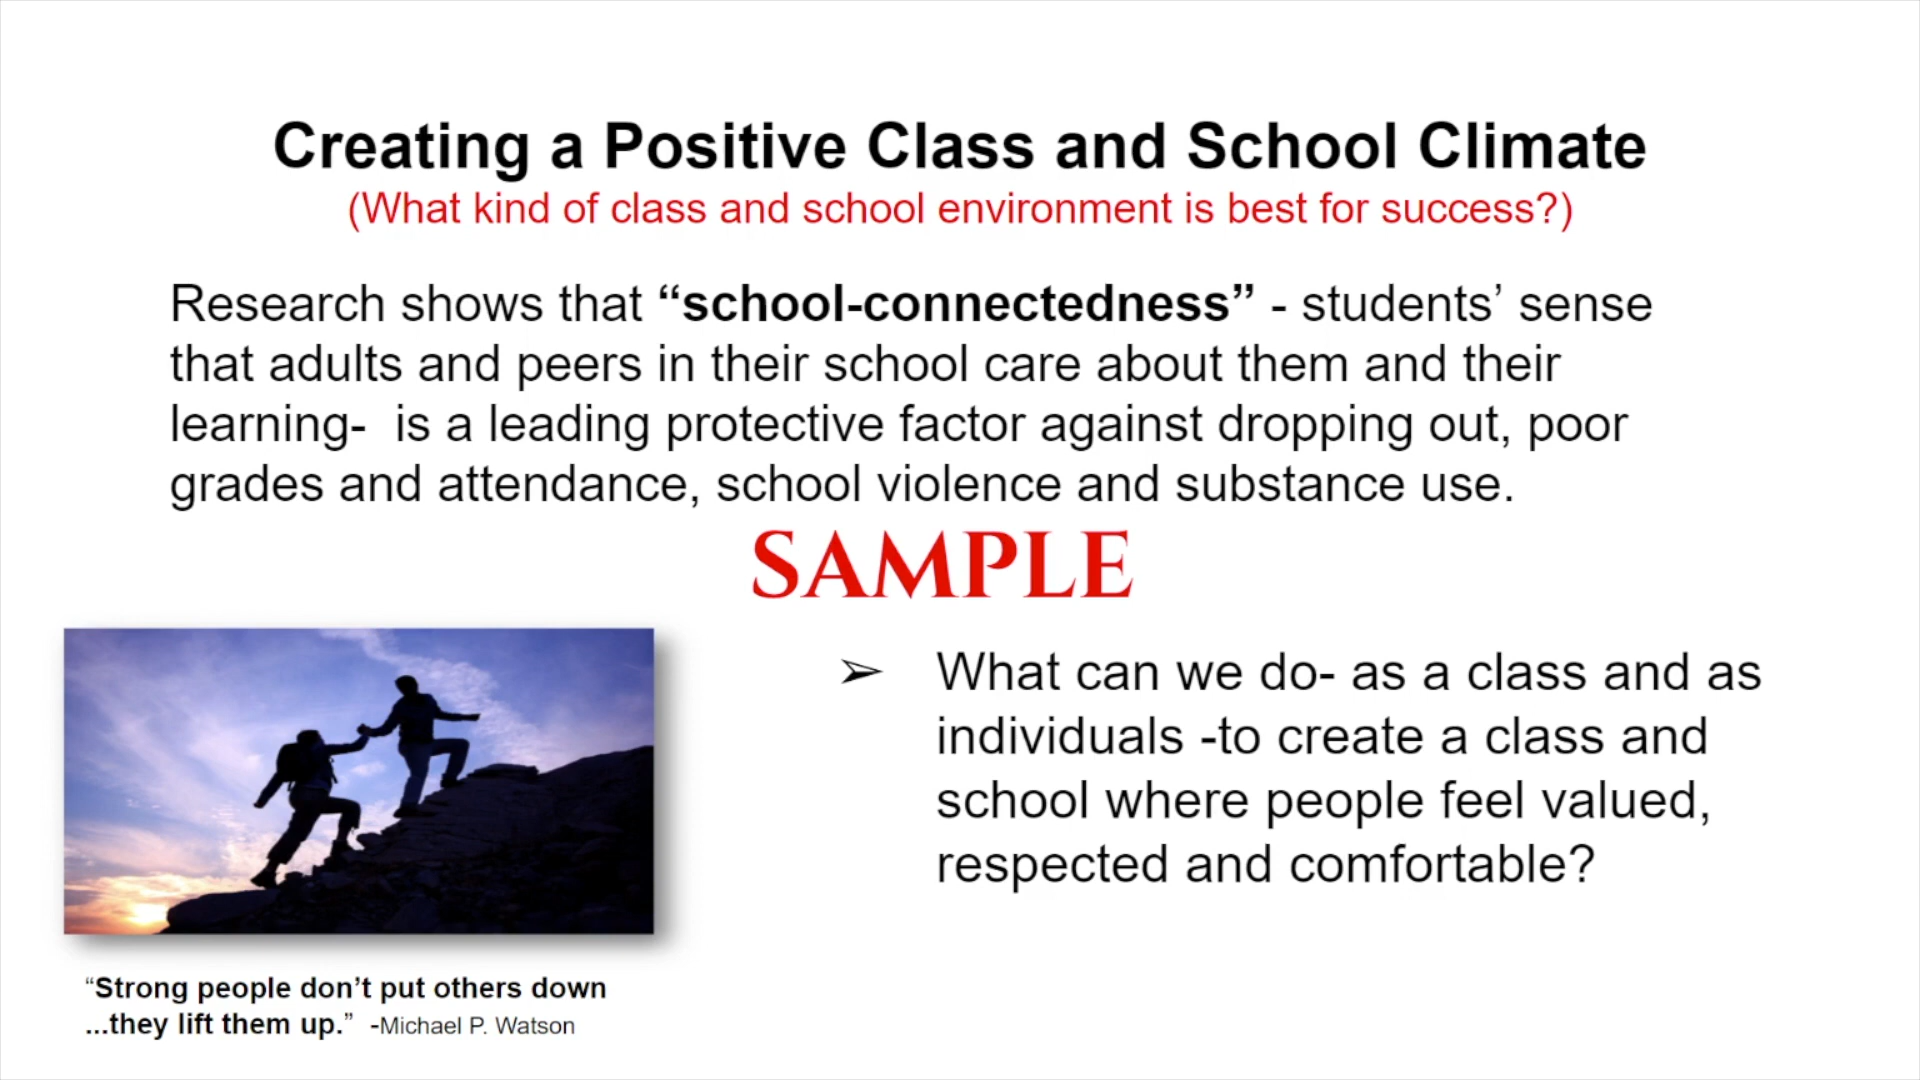 Creating a Positive Class and School Climate
(What kind of class and school environment is best for success?)
Research shows that “school-connectedness” - students’ sense
that adults and peers in their school care about them and their
learning-  is a leading protective factor against dropping out, poor
grades and attendance, school violence and substance use.
SAMPLE
➢ What can we do- as a class and as
individuals -to create a class and
school where people feel valued,
respected and comfortable?
“Strong people don’t put others down
...they lift them up.”  -Michael P. Watson